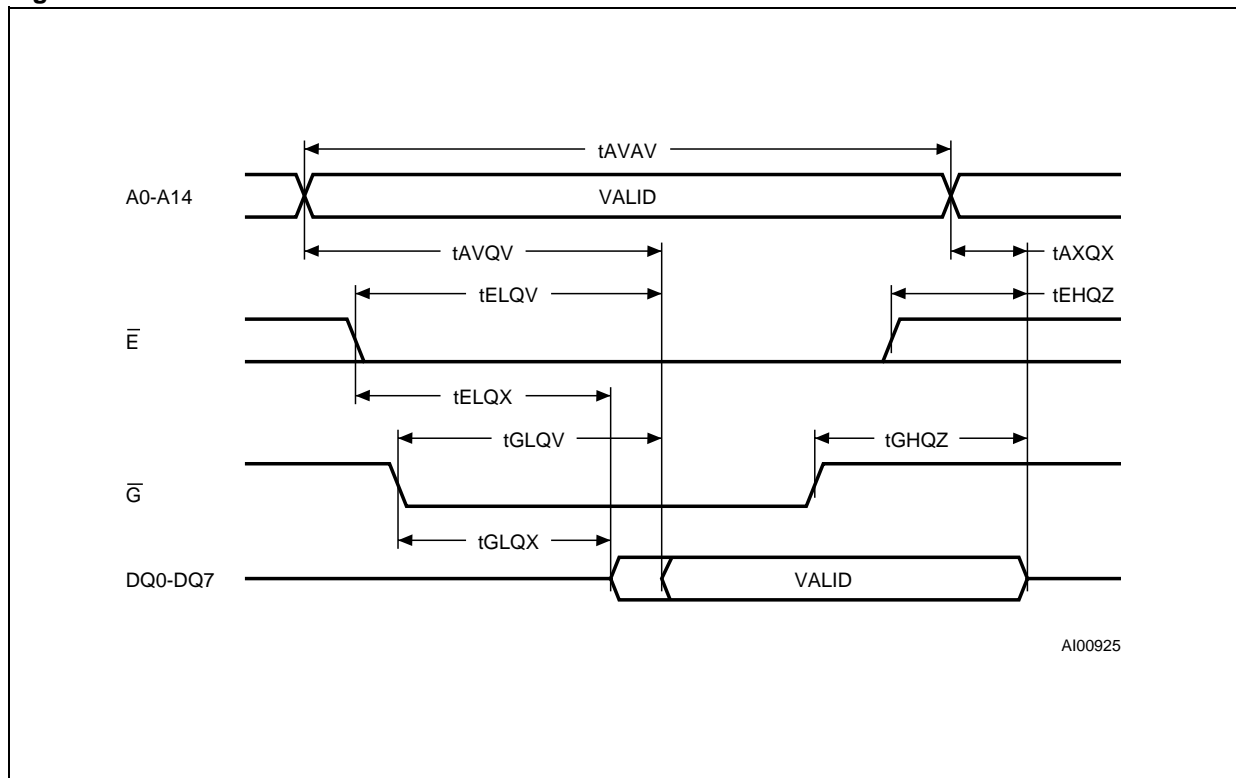 tAVAV
A0-A14
VALID
tAVQV
tAXQX
tELQV
tEHQZ
E̅
tELQX
tGLQV
tGHQZ
G̅
tGLQX
DQ0-DQ7
VALID
AI00925